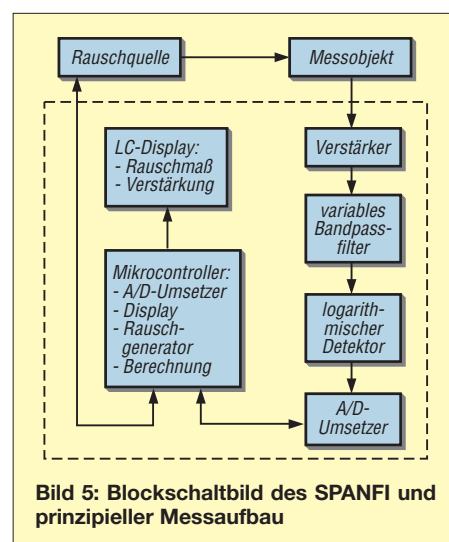 Rauschquelle
Messobjekt
LC-Display:
- Rauschmaß
- Verstärkung
Verstärker
variables
Bandpass-
filter
Mikrocontroller:
- A/D-Umsetzer
- Display
- Rausch-
generator
- Berechnung
logarith-
mischer
Detektor
A/D-
Umsetzer
Bild 5: Blockschaltbild des SPANFI und
prinzipieller Messaufbau